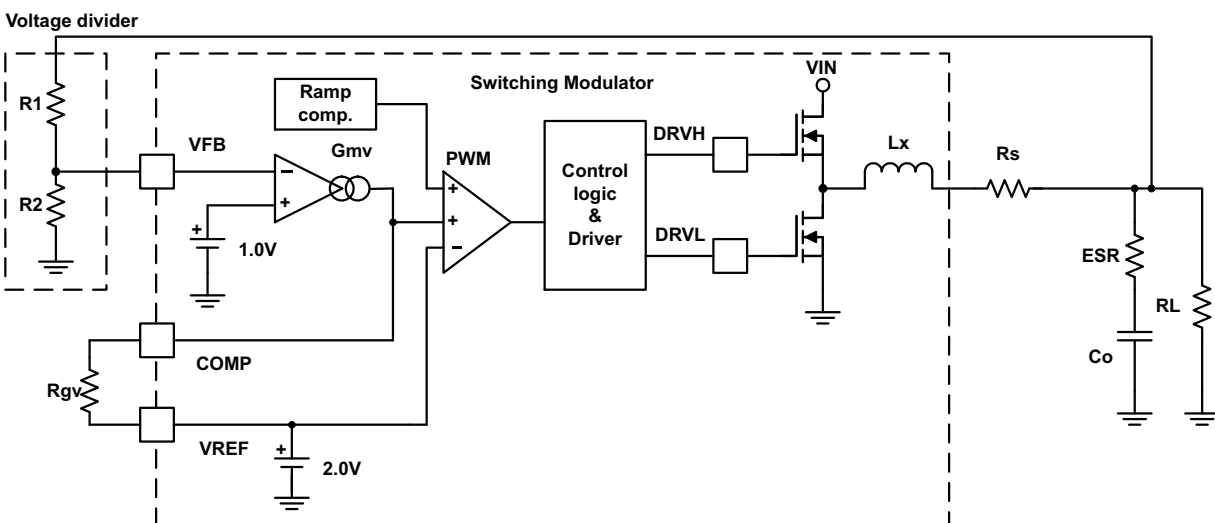 Voltage divider
R1
R2
VFB
Ramp
comp.
Gmv
+
1.0V
−
+
PWM
+
+
−
Switching Modulator
Control
logic
&
Driver
DRVH
DRVL
VIN
Lx
Rs
ESR
Co
RL
COMP
Rgv
VREF
+
2.0V